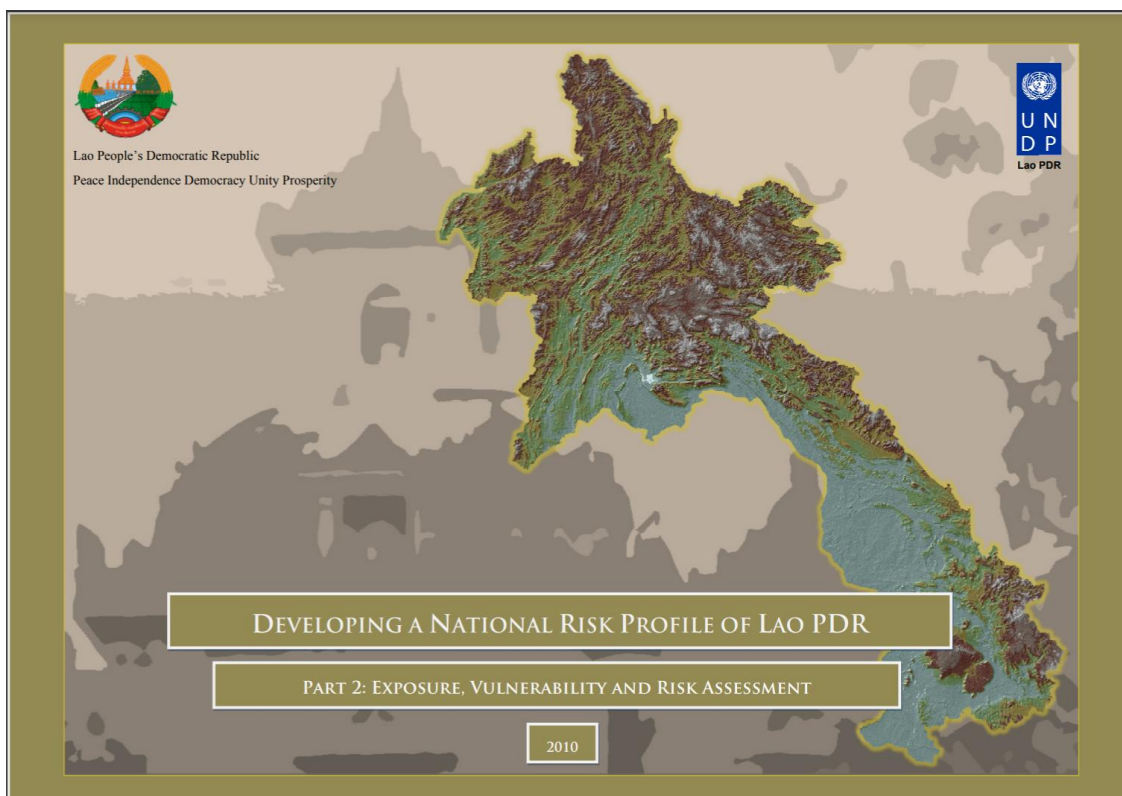 Lao People's Democratic Republic
Peace Independence Democracy Unity Prosperity
U N
D P
Lao PDR
DEVELOPING A NATIONAL RISK PROFILE OF LAO PDR
PART 2: EXPOSURE, VULNERABILITY AND RISK ASSESSMENT
2010